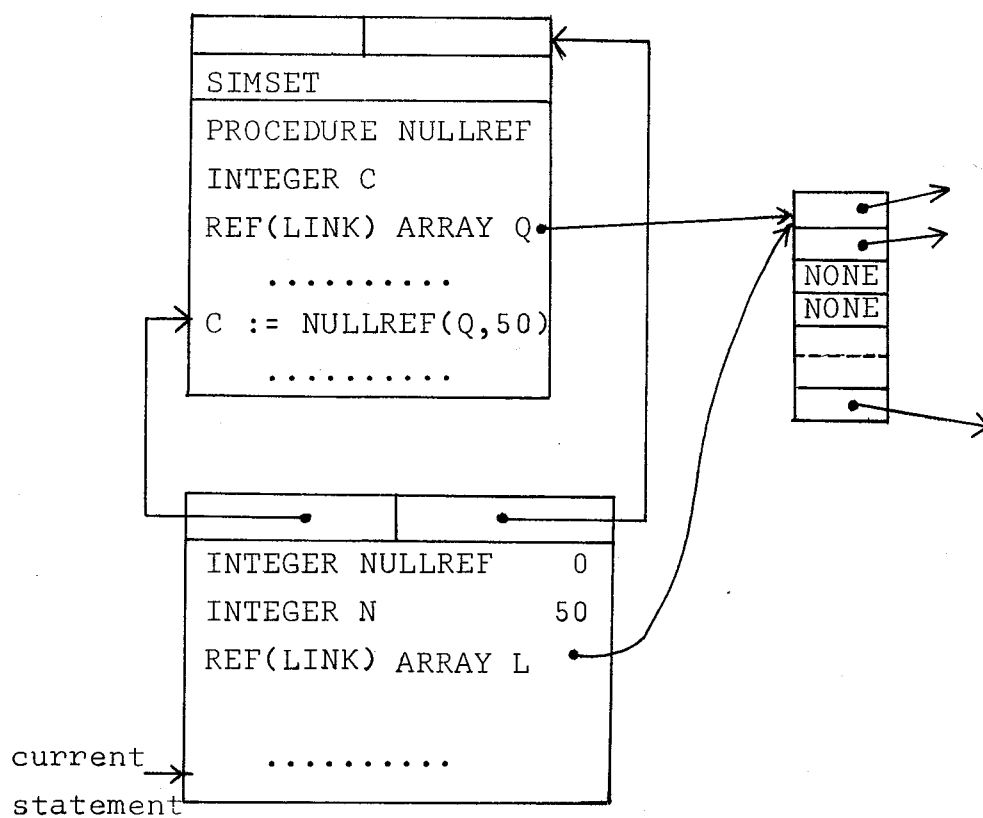 SIMSET
PROCEDURE NULLREF
INTEGER C
REF(LINK) ARRAY Q
..........
C := NULLREF(Q,50)
..........
NONE
NONE
INTEGER NULLREF 0
INTEGER N 50
REF(LINK) ARRAY L
..........
current
statement